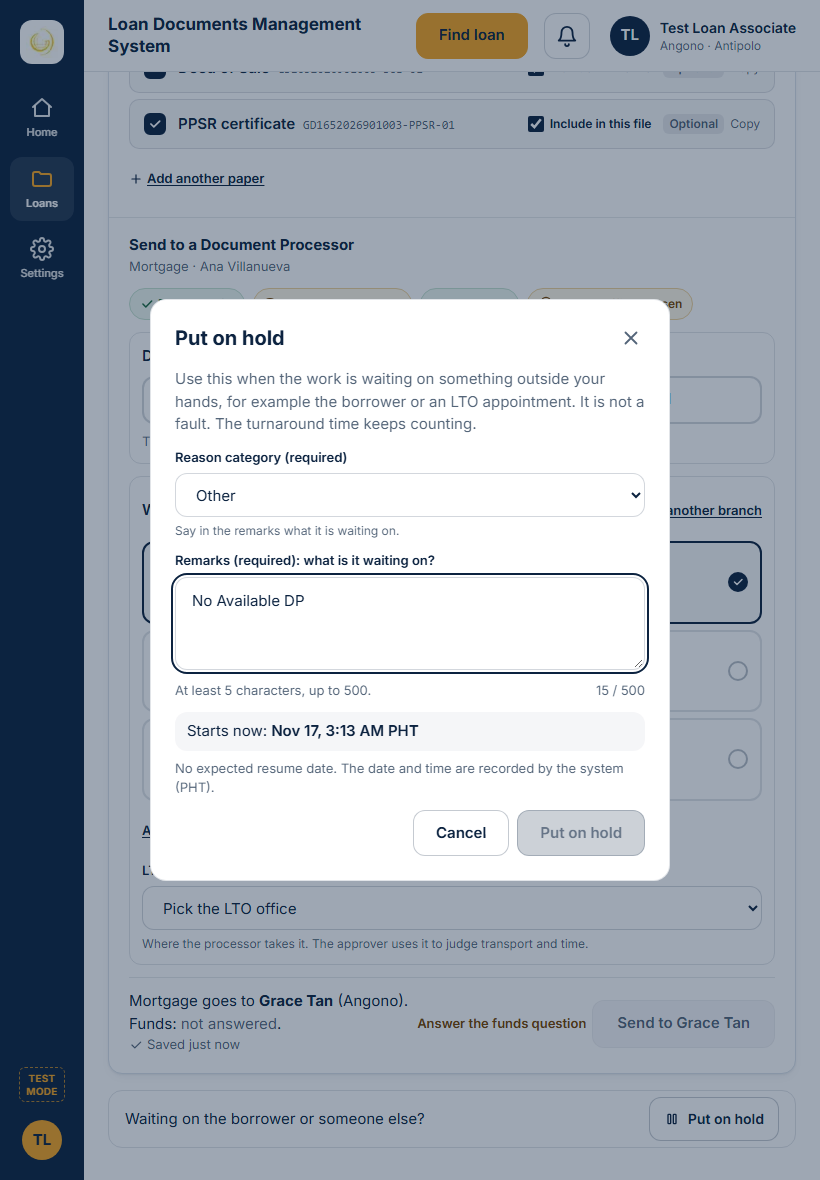 Loan Documents Management
System
Find loan
TL
Test Loan Associate
Angono · Antipolo
Home
Loans
Settings
PPSR certificate GD1652026901003-PPSR-01
Include in this file
Optional
Copy
+ Add another paper
Send to a Document Processor
Mortgage · Ana Villanueva
Put on hold
Use this when the work is waiting on something outside your
hands, for example the borrower or an LTO appointment. It is not a
fault. The turnaround time keeps counting.
Reason category (required)
Other
Say in the remarks what it is waiting on.
another branch
Remarks (required): what is it waiting on?
No Available DP
At least 5 characters, up to 500.
15 / 500
Starts now: Nov 17, 3:13 AM PHT
No expected resume date. The date and time are recorded by the system
(PHT).
Cancel
Put on hold
Pick the LTO office
Where the processor takes it. The approver uses it to judge transport and time.
Mortgage goes to Grace Tan (Angono).
Funds: not answered.
Saved just now
Answer the funds question
Send to Grace Tan
TEST
MODE
TL
Waiting on the borrower or someone else?
Put on hold